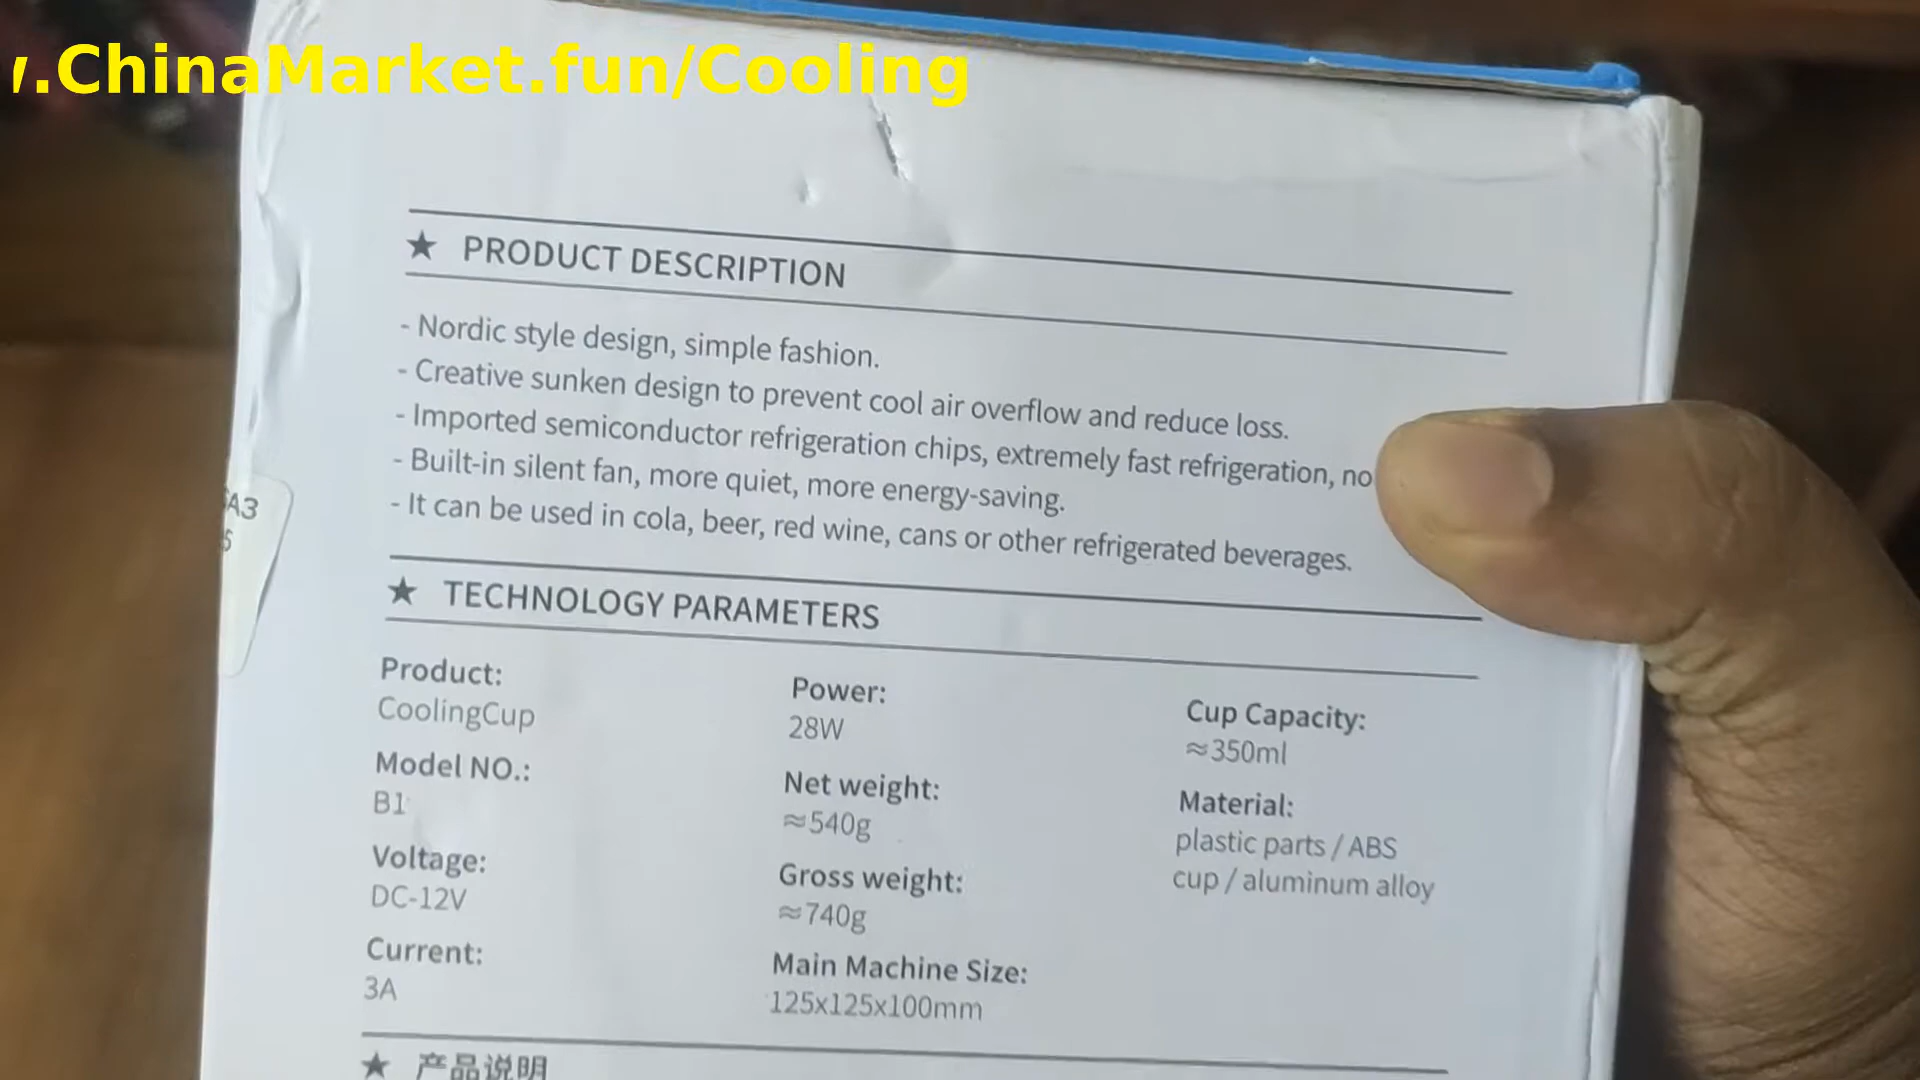 .ChinaMarket.fun/Cooling
★ PRODUCT DESCRIPTION
- Nordic style design, simple fashion.
- Creative sunken design to prevent cool air overflow and reduce loss.
- Imported semiconductor refrigeration chips, extremely fast refrigeration, no
- Built-in silent fan, more quiet, more energy-saving.
- It can be used in cola, beer, red wine, cans or other refrigerated beverages.
A3
5
★ TECHNOLOGY PARAMETERS
Product:
CoolingCup
Model NO.:
B1
Voltage:
DC-12V
Current:
3A
Power:
28W
Net weight:
≈540g
Gross weight:
≈740g
Main Machine Size:
125x125x100mm
Cup Capacity:
≈350ml
Material:
plastic parts / ABS
cup / aluminum alloy
★ 产品说明